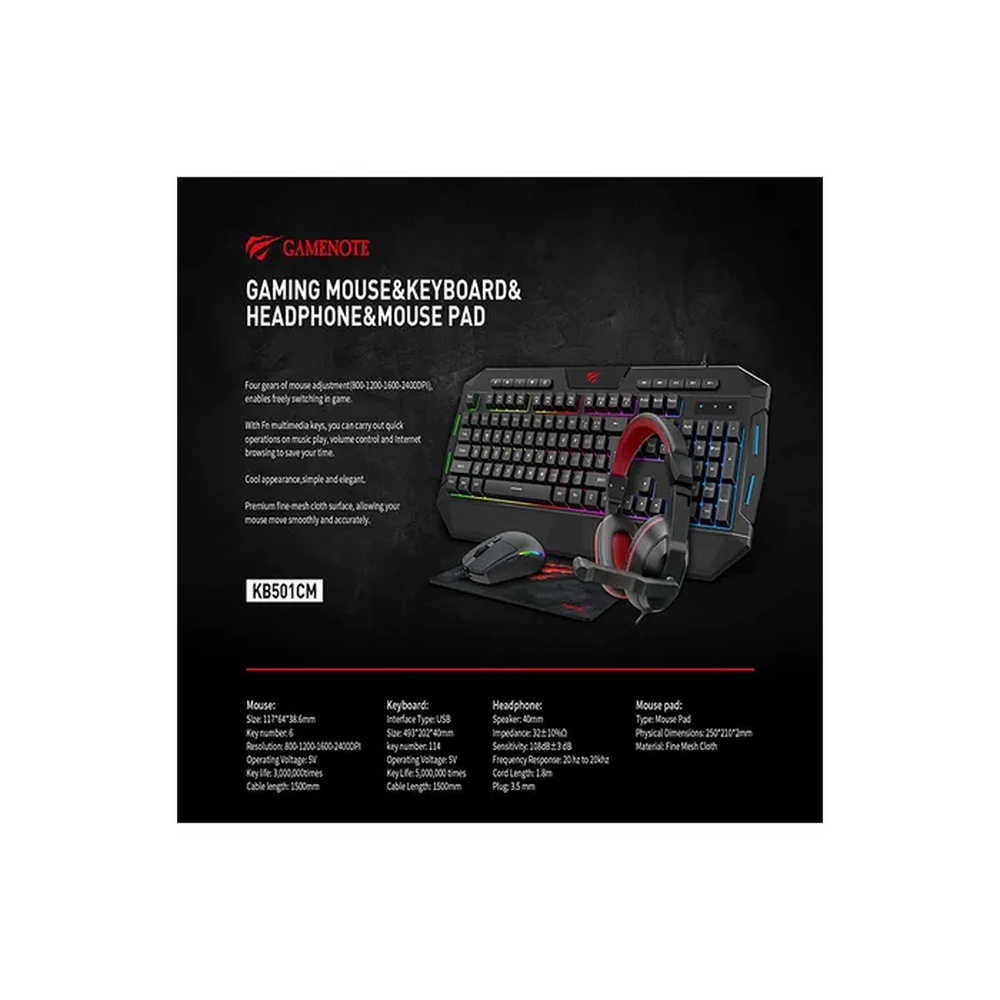 GAMENOTE
GAMING MOUSE&KEYBOARD&
HEADPHONE&MOUSE PAD
Four gears of mouse adjustment(800-1200-1600-2400DPI),
enables freely switching in game.
With Fn multimedia keys, you can carry out quick
operations on music play, volume control and Internet
browsing to save your time.
Cool appearance,simple and elegant.
Premium fine-mesh cloth surface, allowing your
mouse move smoothly and accurately.
KB501CM
Mouse:
Size: 117*64*38.6mm
Key number: 6
Resolution: 800-1200-1600-2400DPI
Operating Voltage: 5V
Key life: 3,000,000times
Cable length: 1500mm
Keyboard:
Interface Type: USB
Size: 493*202*40mm
key number: 114
Operating Voltage: 5V
Key Life: 5,000,000 times
Cable Length: 1500mm
Headphone:
Speaker: 40mm
Impedance: 32±10%Ω
Sensitivity: 108dB±3 dB
Frequency Response: 20 hz to 20khz
Cord Length: 1.8m
Plug: 3.5 mm
Mouse pad:
Type: Mouse Pad
Physical Dimensions: 250*210*2mm
Material: Fine Mesh Cloth